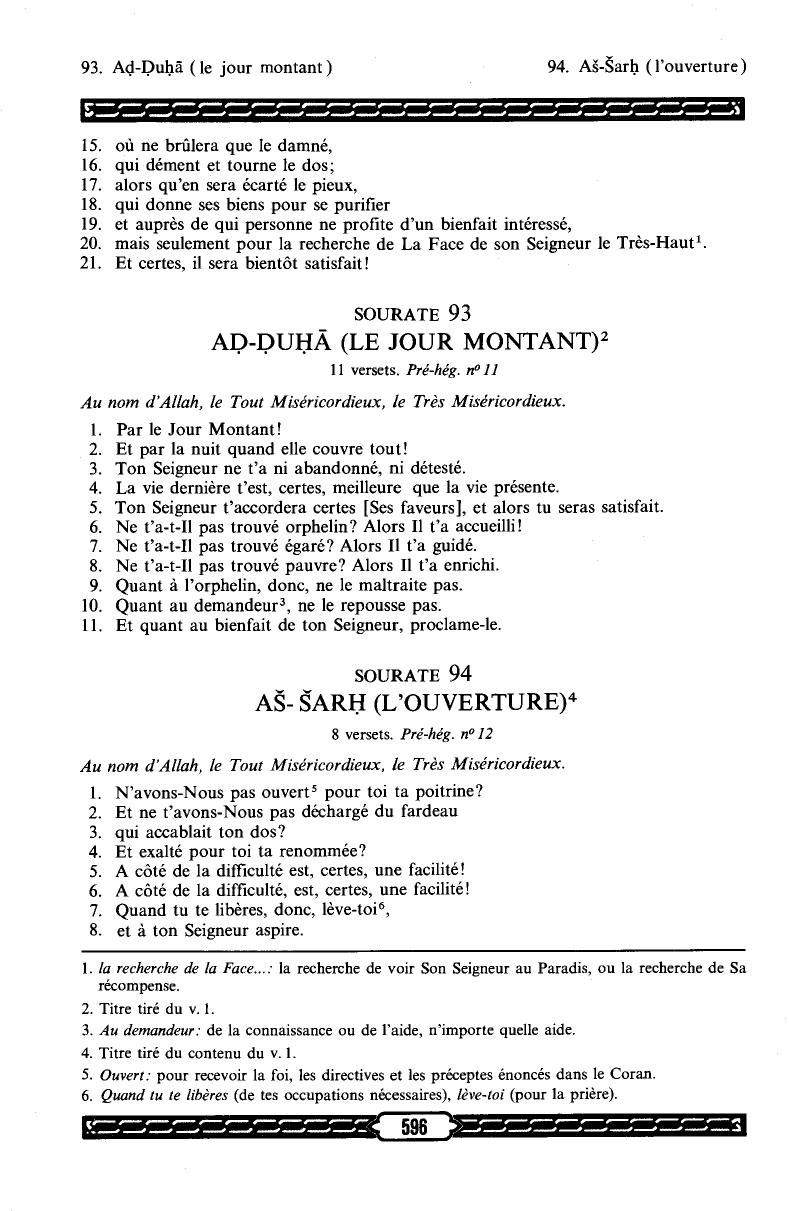 93. Aḍ-Ḍuḥā ( le jour montant )
94. Aš-Šarḥ ( l'ouverture )
15. où ne brûlera que le damné,
16. qui dément et tourne le dos;
17. alors qu'en sera écarté le pieux,
18. qui donne ses biens pour se purifier
19. et auprès de qui personne ne profite d'un bienfait intéressé,
20. mais seulement pour la recherche de La Face de son Seigneur le Très-Haut¹.
21. Et certes, il sera bientôt satisfait!
SOURATE 93
AḌ-ḌUḤĀ (LE JOUR MONTANT)²
11 versets. Pré-hég. nº 11
Au nom d'Allah, le Tout Miséricordieux, le Très Miséricordieux.
1. Par le Jour Montant!
2. Et par la nuit quand elle couvre tout!
3. Ton Seigneur ne t'a ni abandonné, ni détesté.
4. La vie dernière t'est, certes, meilleure que la vie présente.
5. Ton Seigneur t'accordera certes [Ses faveurs], et alors tu seras satisfait.
6. Ne t'a-t-Il pas trouvé orphelin? Alors Il t'a accueilli!
7. Ne t'a-t-Il pas trouvé égaré? Alors Il t'a guidé.
8. Ne t'a-t-Il pas trouvé pauvre? Alors Il t'a enrichi.
9. Quant à l'orphelin, donc, ne le maltraite pas.
10. Quant au demandeur³, ne le repousse pas.
11. Et quant au bienfait de ton Seigneur, proclame-le.
SOURATE 94
AŠ- ŠARḤ (L'OUVERTURE)⁴
8 versets. Pré-hég. nº 12
Au nom d'Allah, le Tout Miséricordieux, le Très Miséricordieux.
1. N'avons-Nous pas ouvert⁵ pour toi ta poitrine?
2. Et ne t'avons-Nous pas déchargé du fardeau
3. qui accablait ton dos?
4. Et exalté pour toi ta renommée?
5. A côté de la difficulté est, certes, une facilité!
6. A côté de la difficulté, est, certes, une facilité!
7. Quand tu te libères, donc, lève-toi⁶,
8. et à ton Seigneur aspire.
1. la recherche de la Face...: la recherche de voir Son Seigneur au Paradis, ou la recherche de Sa
récompense.
2. Titre tiré du v. 1.
3. Au demandeur: de la connaissance ou de l'aide, n'importe quelle aide.
4. Titre tiré du contenu du v. 1.
5. Ouvert: pour recevoir la foi, les directives et les préceptes énoncés dans le Coran.
6. Quand tu te libères (de tes occupations nécessaires), lève-toi (pour la prière).
596